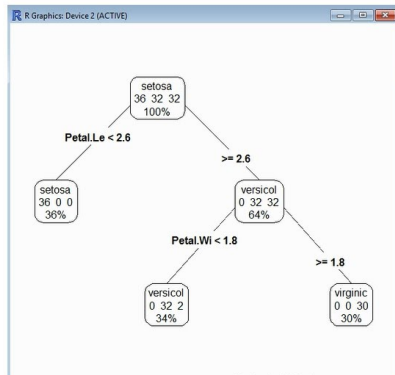 R Graphics: Device 2 (ACTIVE)
setosa
36 32 32
100%
Petal.Le < 2.6
>= 2.6
setosa
36 0 0
36%
versicol
0 32 32
64%
Petal.Wi < 1.8
>= 1.8
versicol
0 32 2
34%
virginic
0 0 30
30%